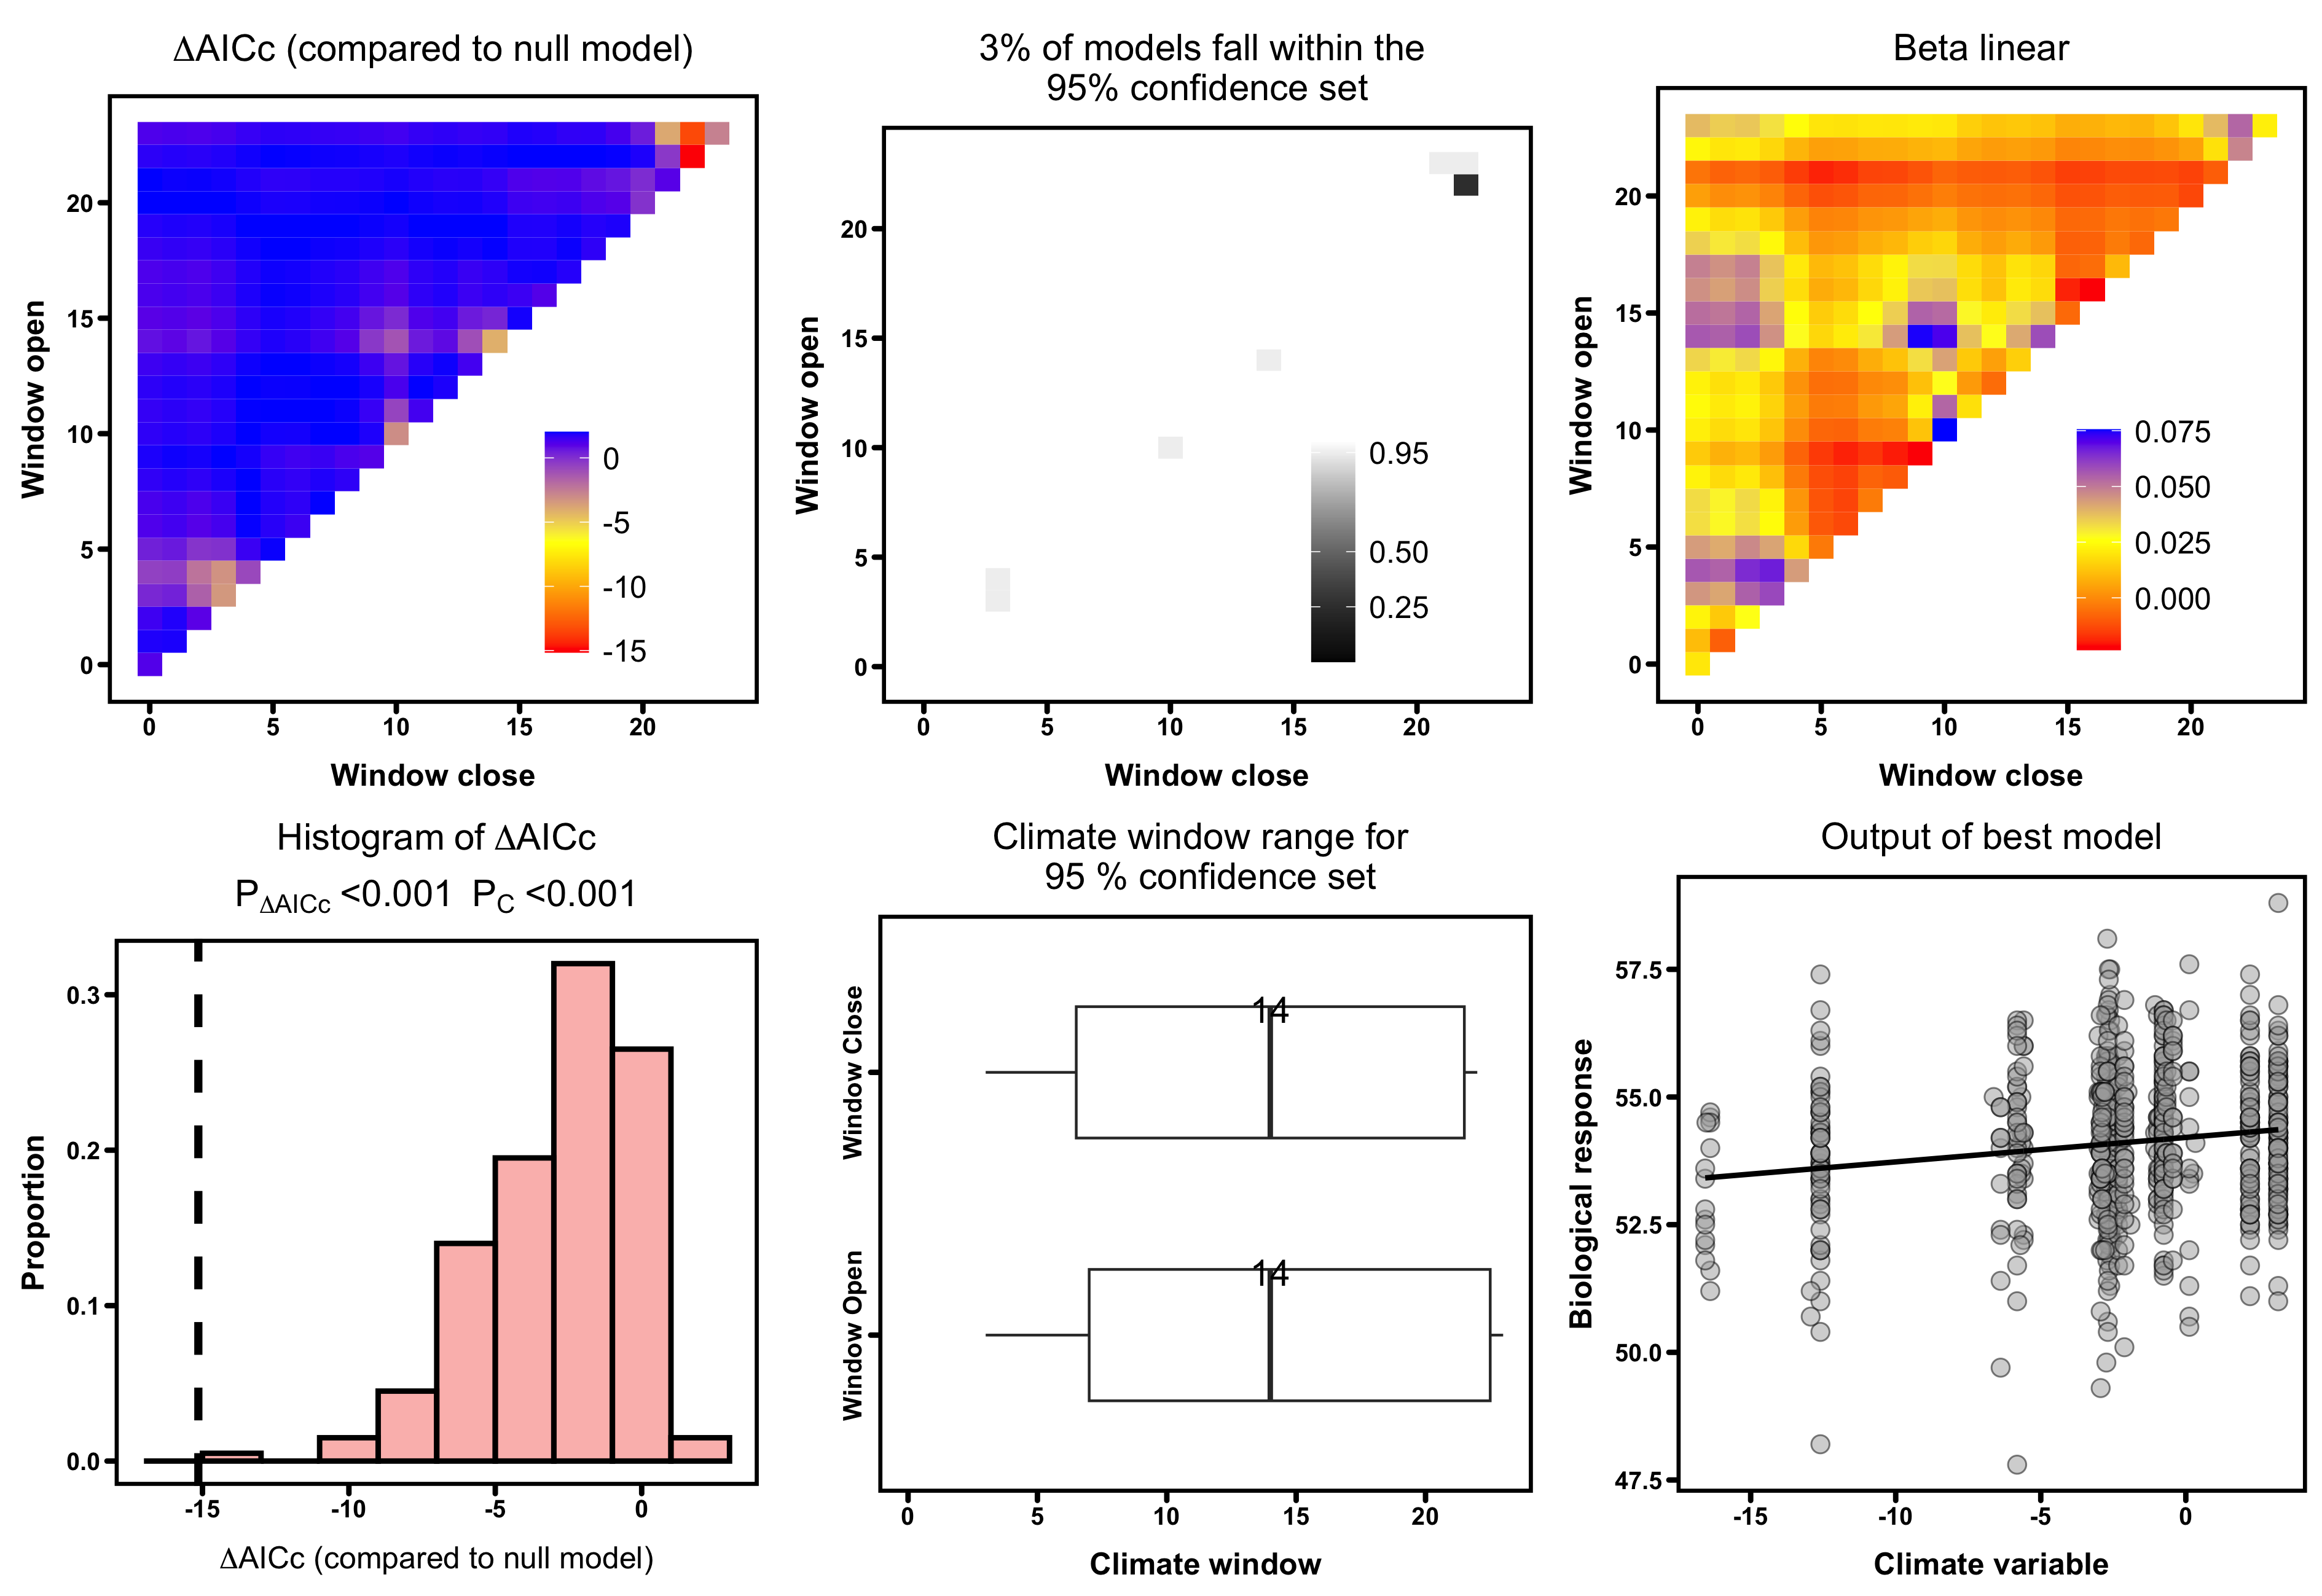 ΔAICc (compared to null model)
Window open
20
15
10
5
0
0
-5
-10
-15
0 5 10 15 20
Window close
3% of models fall within the
95% confidence set
Window open
20
15
10
5
0
0.95
0.50
0.25
0 5 10 15 20
Window close
Beta linear
Window open
20
15
10
5
0
0.075
0.050
0.025
0.000
0 5 10 15 20
Window close
Histogram of ΔAICc
PΔAICc <0.001 PC <0.001
Proportion
0.3
0.2
0.1
0.0
-15 -10 -5 0
ΔAICc (compared to null model)
Climate window range for
95 % confidence set
Window Close
14
Window Open
14
0 5 10 15 20
Climate window
Output of best model
Biological response
57.5
55.0
52.5
50.0
47.5
-15 -10 -5 0
Climate variable